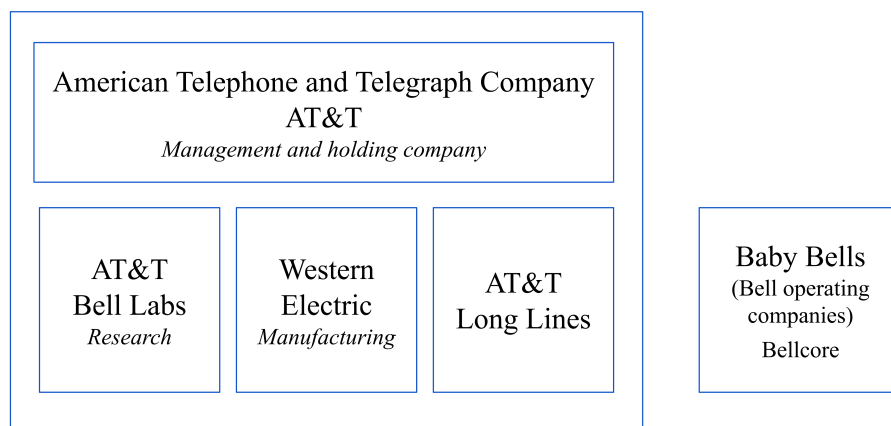 American Telephone and Telegraph Company
AT&T
Management and holding company
AT&T
Bell Labs
Research
Western
Electric
Manufacturing
AT&T
Long Lines
Baby Bells
(Bell operating
companies)
Bellcore